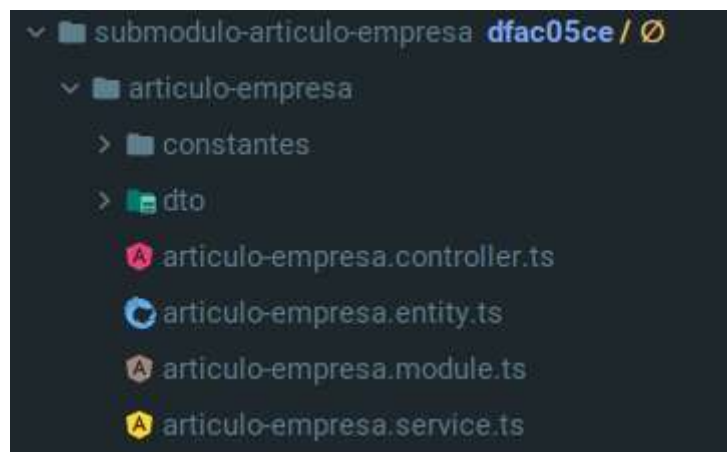 submodulo-articulo-empresa dfac05ce / Ø
articulo-empresa
constantes
dto
articulo-empresa.controller.ts
articulo-empresa.entity.ts
articulo-empresa.module.ts
articulo-empresa.service.ts